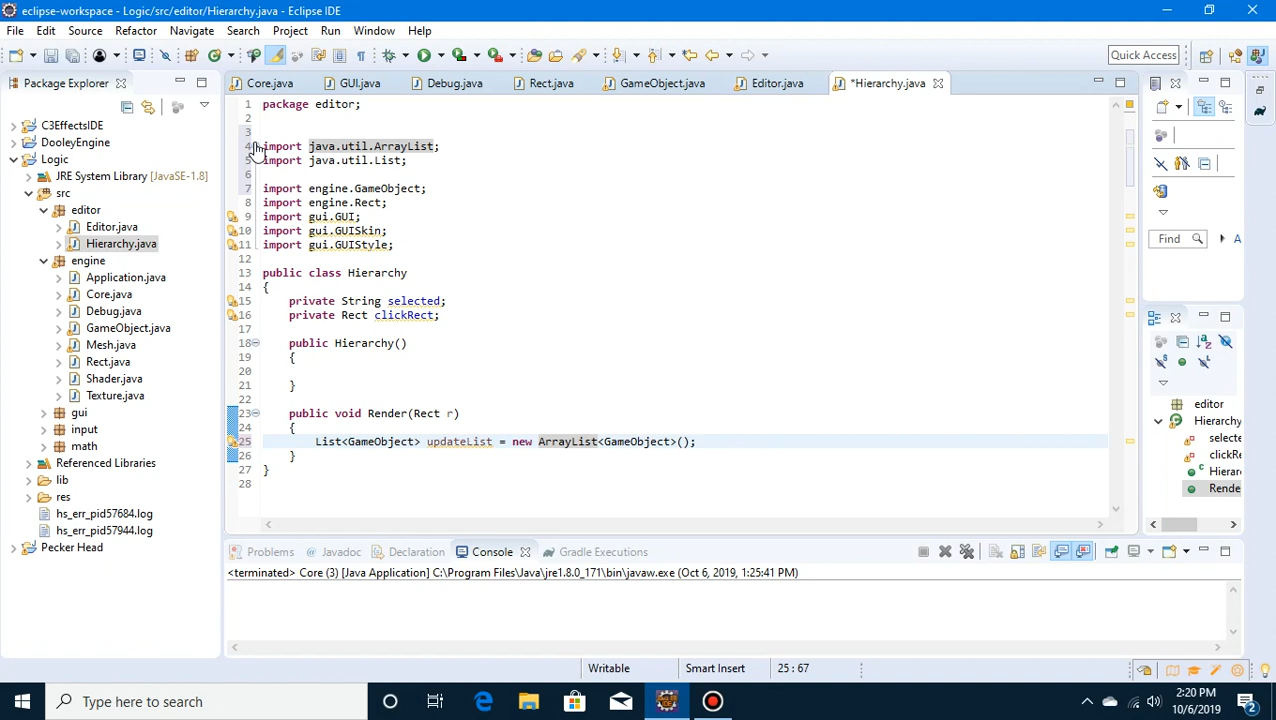 eclipse-workspace - Logic/src/editor/Hierarchy.java - Eclipse IDE
File Edit Source Refactor Navigate Search Project Run Window Help
Quick Access
Package Explorer
Core.java GUI.java Debug.java Rect.java GameObject.java Editor.java *Hierarchy.java
C3EffectsIDE
DooleyEngine
Logic
JRE System Library [JavaSE-1.8]
src
editor
Editor.java
Hierarchy.java
engine
Application.java
Core.java
Debug.java
GameObject.java
Mesh.java
Rect.java
Shader.java
Texture.java
gui
input
math
Referenced Libraries
lib
res
hs_err_pid57684.log
hs_err_pid57944.log
Pecker Head
1 package editor;
2
3
4 import java.util.ArrayList;
5 import java.util.List;
6
7 import engine.GameObject;
8 import engine.Rect;
9 import gui.GUI;
10 import gui.GUISkin;
11 import gui.GUIStyle;
12
13 public class Hierarchy
14 {
15 private String selected;
16 private Rect clickRect;
17
18 public Hierarchy()
19 {
20
21 }
22
23 public void Render(Rect r)
24 {
25 List<GameObject> updateList = new ArrayList<GameObject>();
26 }
27 }
28
Find A
editor
Hierarchy
selecte
clickRe
Hierar
Rende
Problems Javadoc Declaration Console Gradle Executions
<terminated> Core (3) [Java Application] C:\Program Files\Java\jre1.8.0_171\bin\javaw.exe (Oct 6, 2019, 1:25:41 PM)
Writable Smart Insert 25 : 67
Type here to search
2:20 PM
10/6/2019
2